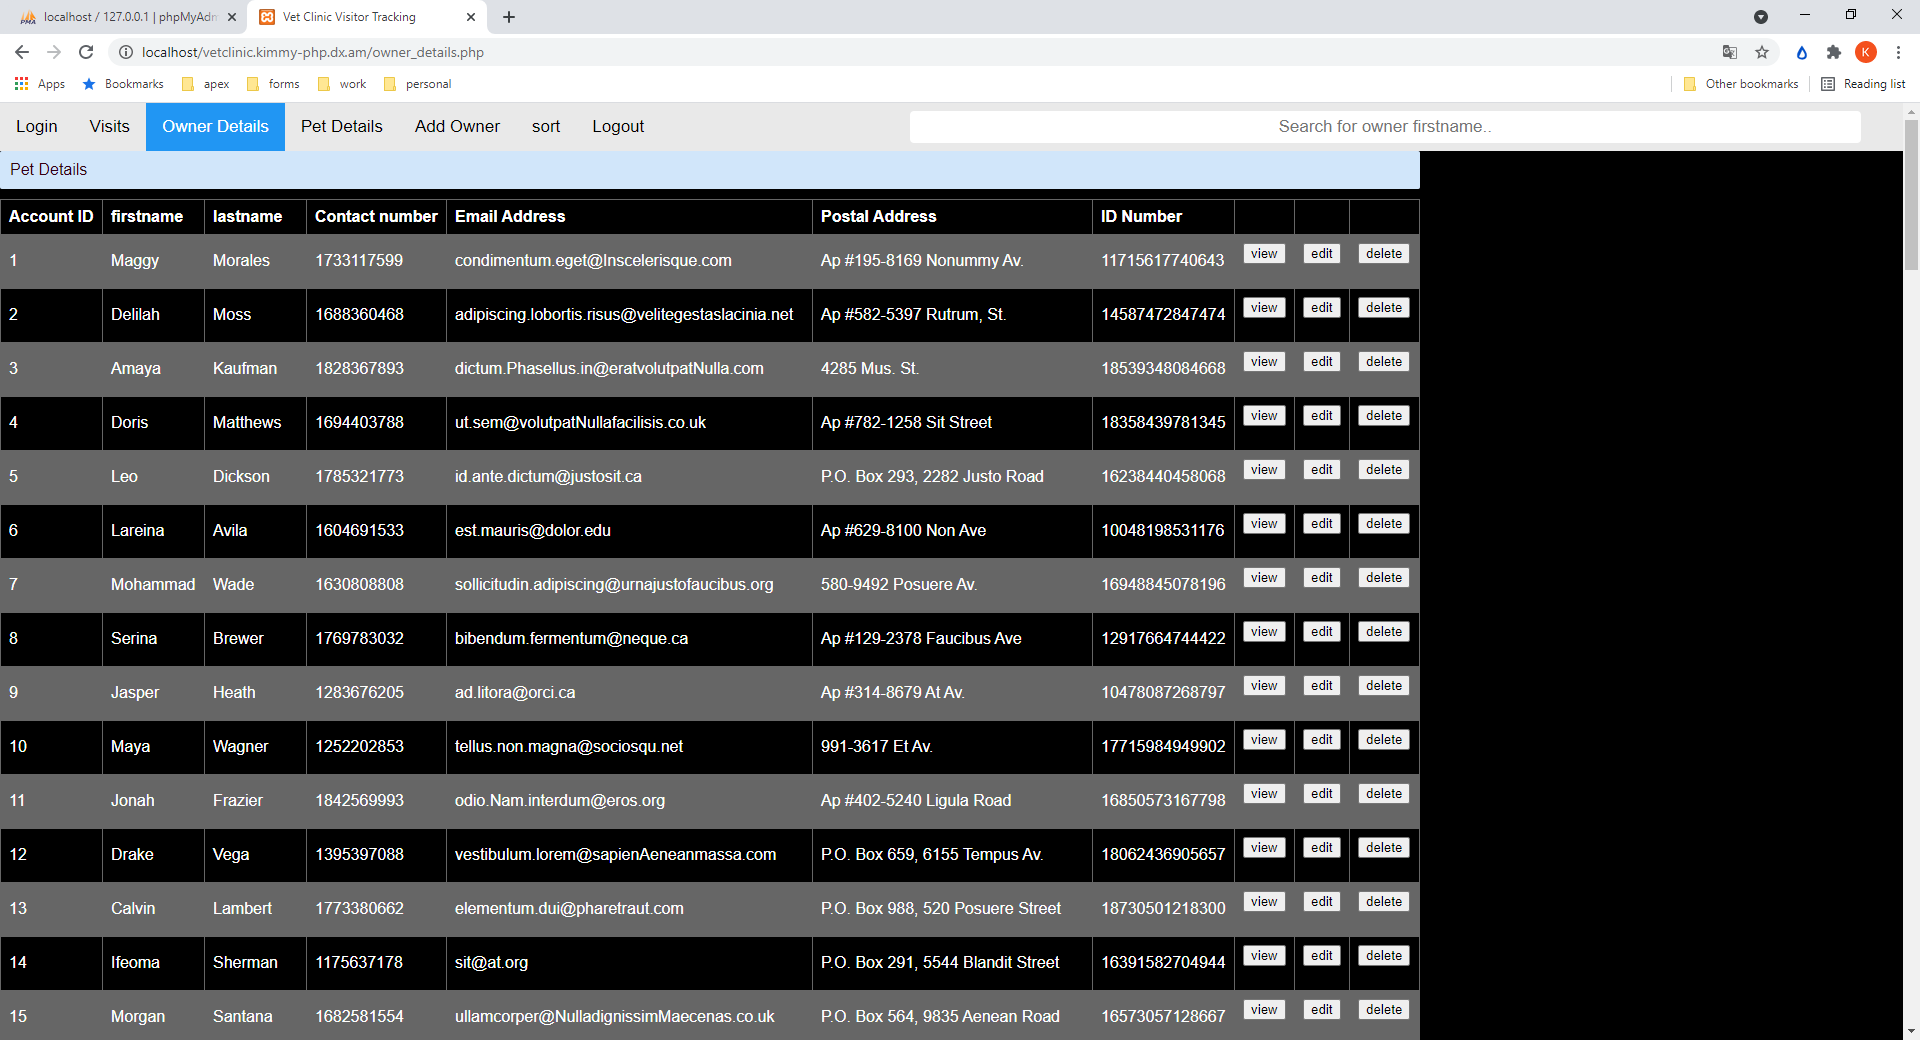 localhost / 127.0.0.1 | phpMyAdm
Vet Clinic Visitor Tracking
localhost/vetclinic.kimmy-php.dx.am/owner_details.php
K
Apps Bookmarks apex forms work personal Other bookmarks Reading list
Login Visits Owner Details Pet Details Add Owner sort Logout Search for owner firstname..
Pet Details
Account ID firstname lastname Contact number Email Address Postal Address ID Number
1 Maggy Morales 1733117599 condimentum.eget@Inscelerisque.com Ap #195-8169 Nonummy Av. 11715617740643 view edit delete
2 Delilah Moss 1688360468 adipiscing.lobortis.risus@velitegestaslacinia.net Ap #582-5397 Rutrum, St. 14587472847474 view edit delete
3 Amaya Kaufman 1828367893 dictum.Phasellus.in@eratvolutpatNulla.com 4285 Mus. St. 18539348084668 view edit delete
4 Doris Matthews 1694403788 ut.sem@volutpatNullafacilisis.co.uk Ap #782-1258 Sit Street 18358439781345 view edit delete
5 Leo Dickson 1785321773 id.ante.dictum@justosit.ca P.O. Box 293, 2282 Justo Road 16238440458068 view edit delete
6 Lareina Avila 1604691533 est.mauris@dolor.edu Ap #629-8100 Non Ave 10048198531176 view edit delete
7 Mohammad Wade 1630808808 sollicitudin.adipiscing@urnajustofaucibus.org 580-9492 Posuere Av. 16948845078196 view edit delete
8 Serina Brewer 1769783032 bibendum.fermentum@neque.ca Ap #129-2378 Faucibus Ave 12917664744422 view edit delete
9 Jasper Heath 1283676205 ad.litora@orci.ca Ap #314-8679 At Av. 10478087268797 view edit delete
10 Maya Wagner 1252202853 tellus.non.magna@sociosqu.net 991-3617 Et Av. 17715984949902 view edit delete
11 Jonah Frazier 1842569993 odio.Nam.interdum@eros.org Ap #402-5240 Ligula Road 16850573167798 view edit delete
12 Drake Vega 1395397088 vestibulum.lorem@sapienAeneanmassa.com P.O. Box 659, 6155 Tempus Av. 18062436905657 view edit delete
13 Calvin Lambert 1773380662 elementum.dui@pharetraut.com P.O. Box 988, 520 Posuere Street 18730501218300 view edit delete
14 Ifeoma Sherman 1175637178 sit@at.org P.O. Box 291, 5544 Blandit Street 16391582704944 view edit delete
15 Morgan Santana 1682581554 ullamcorper@NulladignissimMaecenas.co.uk P.O. Box 564, 9835 Aenean Road 16573057128667 view edit delete